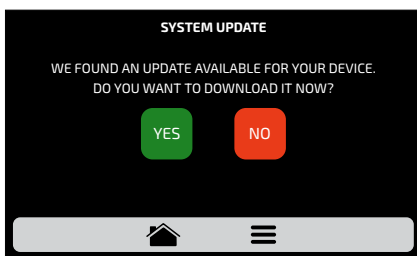 SYSTEM UPDATE
WE FOUND AN UPDATE AVAILABLE FOR YOUR DEVICE.
DO YOU WANT TO DOWNLOAD IT NOW?
YES
NO